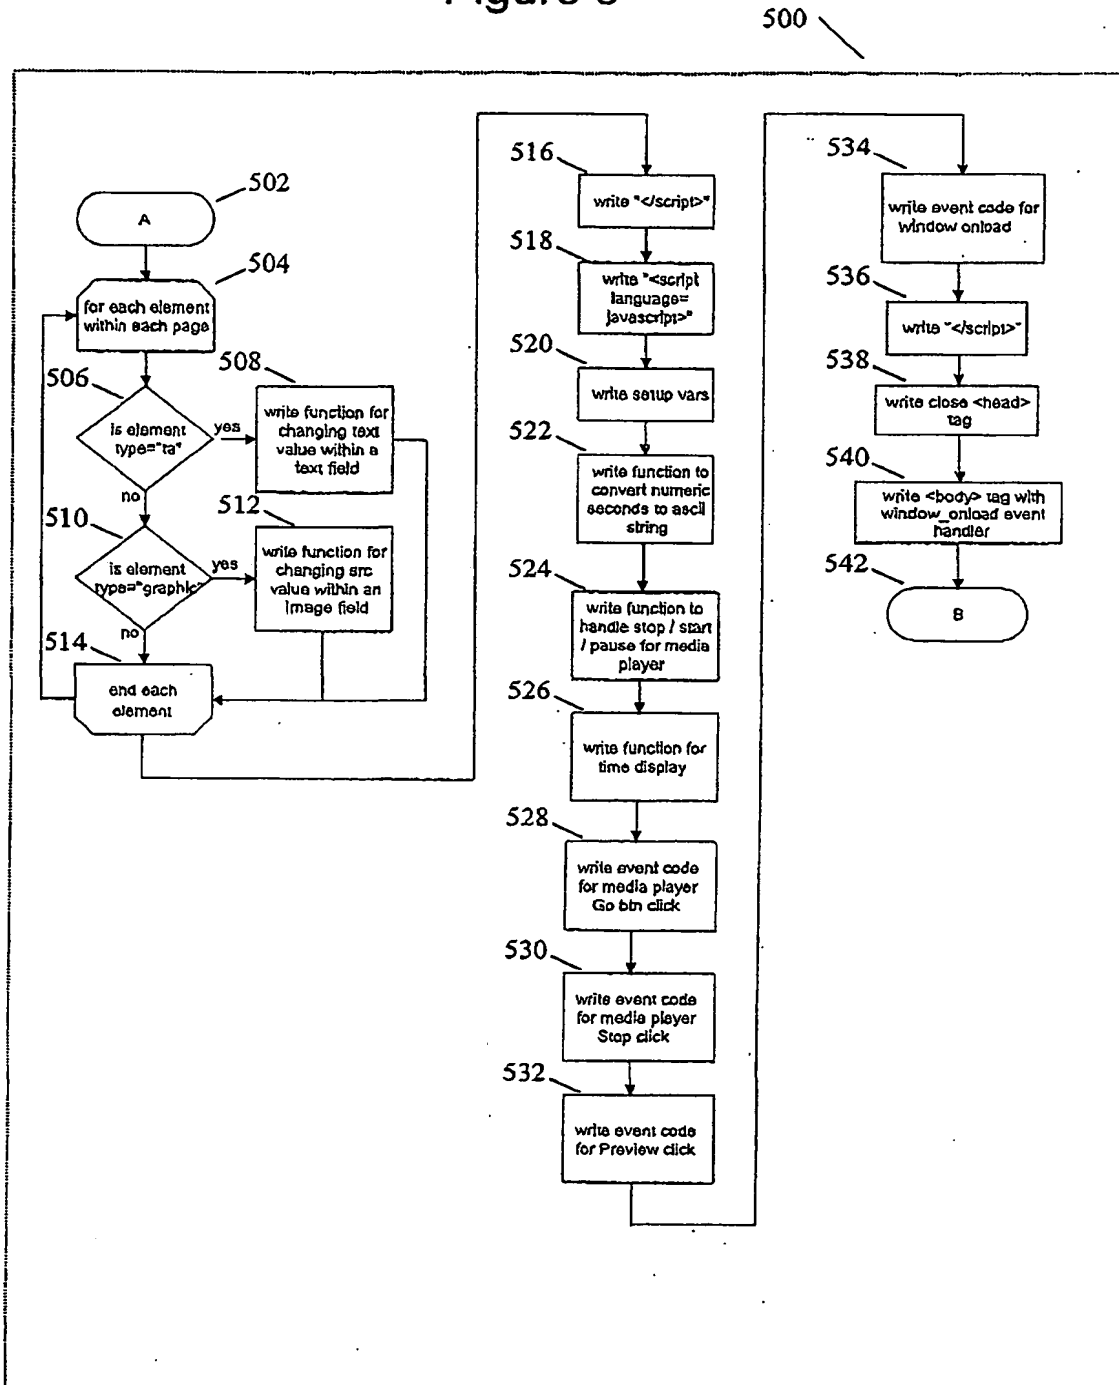 500
502
A
504
for each element
within each page
506
is element
type="ta"
yes
508
write function for
changing text
value within a
text field
no
510
is element
type="graphic"
yes
512
write function for
changing src
value within an
image field
no
514
end each
element
516
write "</script>"
518
write "<script
language=
javascript>"
520
write setup vars
522
write function to
convert numeric
seconds to ascii
string
524
write function to
handle stop / start
/ pause for media
player
526
write function for
time display
528
write event code
for media player
Go btn click
530
write event code
for media player
Stop click
532
write event code
for Preview click
534
write event code for
window onload
536
write "</script>"
538
write close <head>
tag
540
write <body> tag with
window_onload event
handler
542
B